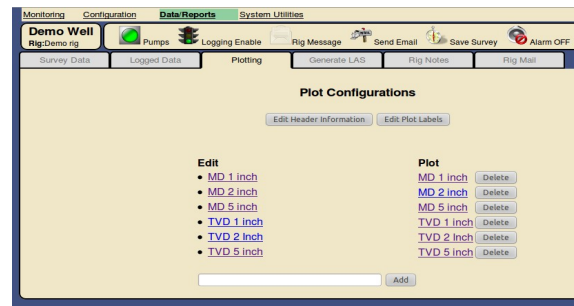 Monitoring Configuration Data/Reports System Utilities
Demo Well
Rig:Demo rig
Pumps Logging Enable Rig Message Send Email Save Survey Alarm OFF
Survey Data Logged Data Plotting Generate LAS Rig Notes Rig Mail
Plot Configurations
Edit Header Information Edit Plot Labels
Edit Plot
• MD 1 inch MD 1 inch Delete
• MD 2 inch MD 2 inch Delete
• MD 5 inch MD 5 inch Delete
• TVD 1 inch TVD 1 inch Delete
• TVD 2 Inch TVD 2 Inch Delete
• TVD 5 inch TVD 5 inch Delete
Add